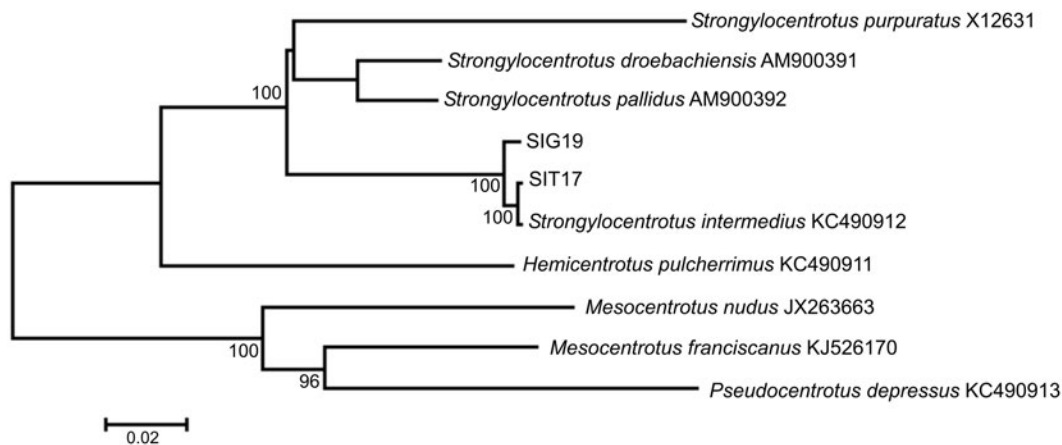 Strongylocentrotus purpuratus X12631
Strongylocentrotus droebachiensis AM900391
100
Strongylocentrotus pallidus AM900392
SIG19
SIT17
100
100
Strongylocentrotus intermedius KC490912
Hemicentrotus pulcherrimus KC490911
Mesocentrotus nudus JX263663
100
Mesocentrotus franciscanus KJ526170
96
Pseudocentrotus depressus KC490913
0.02